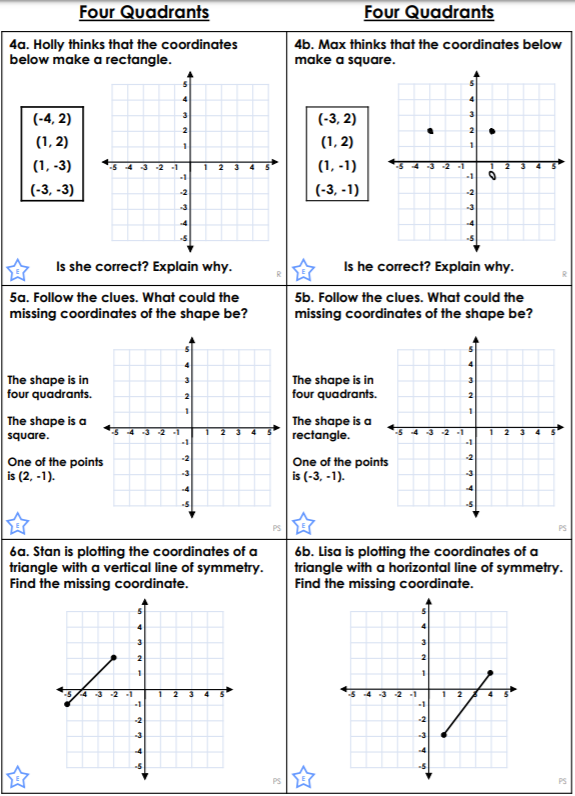 Four Quadrants
Four Quadrants
4a. Holly thinks that the coordinates
below make a rectangle.
(-4, 2)
(1, 2)
(1, -3)
(-3, -3)
5
4
3
2
1
-5 -4 -3 -2 -1 1 2 3 4 5
-1
-2
-3
-4
-5
Is she correct? Explain why.
E
R
4b. Max thinks that the coordinates below
make a square.
(-3, 2)
(1, 2)
(1, -1)
(-3, -1)
5
4
3
2
1
-5 -4 -3 -2 -1 1 2 3 4 5
-1
-2
-3
-4
-5
Is he correct? Explain why.
E
R
5a. Follow the clues. What could the
missing coordinates of the shape be?
The shape is in
four quadrants.
The shape is a
square.
One of the points
is (2, -1).
5
4
3
2
1
-5 -4 -3 -2 -1 1 2 3 4 5
-1
-2
-3
-4
-5
E
PS
5b. Follow the clues. What could the
missing coordinates of the shape be?
The shape is in
four quadrants.
The shape is a
rectangle.
One of the points
is (-3, -1).
5
4
3
2
1
-5 -4 -3 -2 -1 1 2 3 4 5
-1
-2
-3
-4
-5
E
PS
6a. Stan is plotting the coordinates of a
triangle with a vertical line of symmetry.
Find the missing coordinate.
5
4
3
2
1
-5 -4 -3 -2 -1 1 2 3 4 5
-1
-2
-3
-4
-5
E
PS
6b. Lisa is plotting the coordinates of a
triangle with a horizontal line of symmetry.
Find the missing coordinate.
5
4
3
2
1
-5 -4 -3 -2 -1 1 2 3 4 5
-1
-2
-3
-4
-5
E
PS